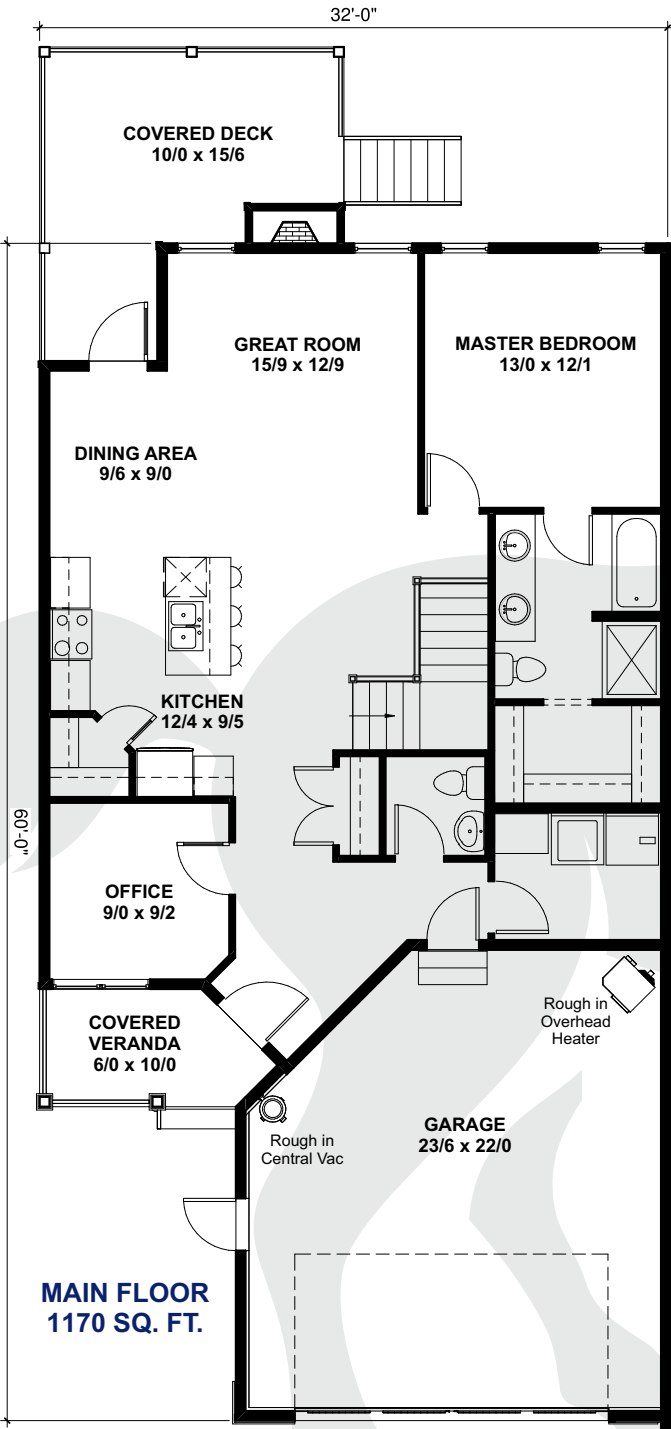 32'-0"
COVERED DECK
10/0 x 15/6
GREAT ROOM
15/9 x 12/9
MASTER BEDROOM
13/0 x 12/1
DINING AREA
9/6 x 9/0
KITCHEN
12/4 x 9/5
60'-0"
OFFICE
9/0 x 9/2
COVERED
VERANDA
6/0 x 10/0
Rough in
Overhead
Heater
Rough in
Central Vac
GARAGE
23/6 x 22/0
MAIN FLOOR
1170 SQ. FT.